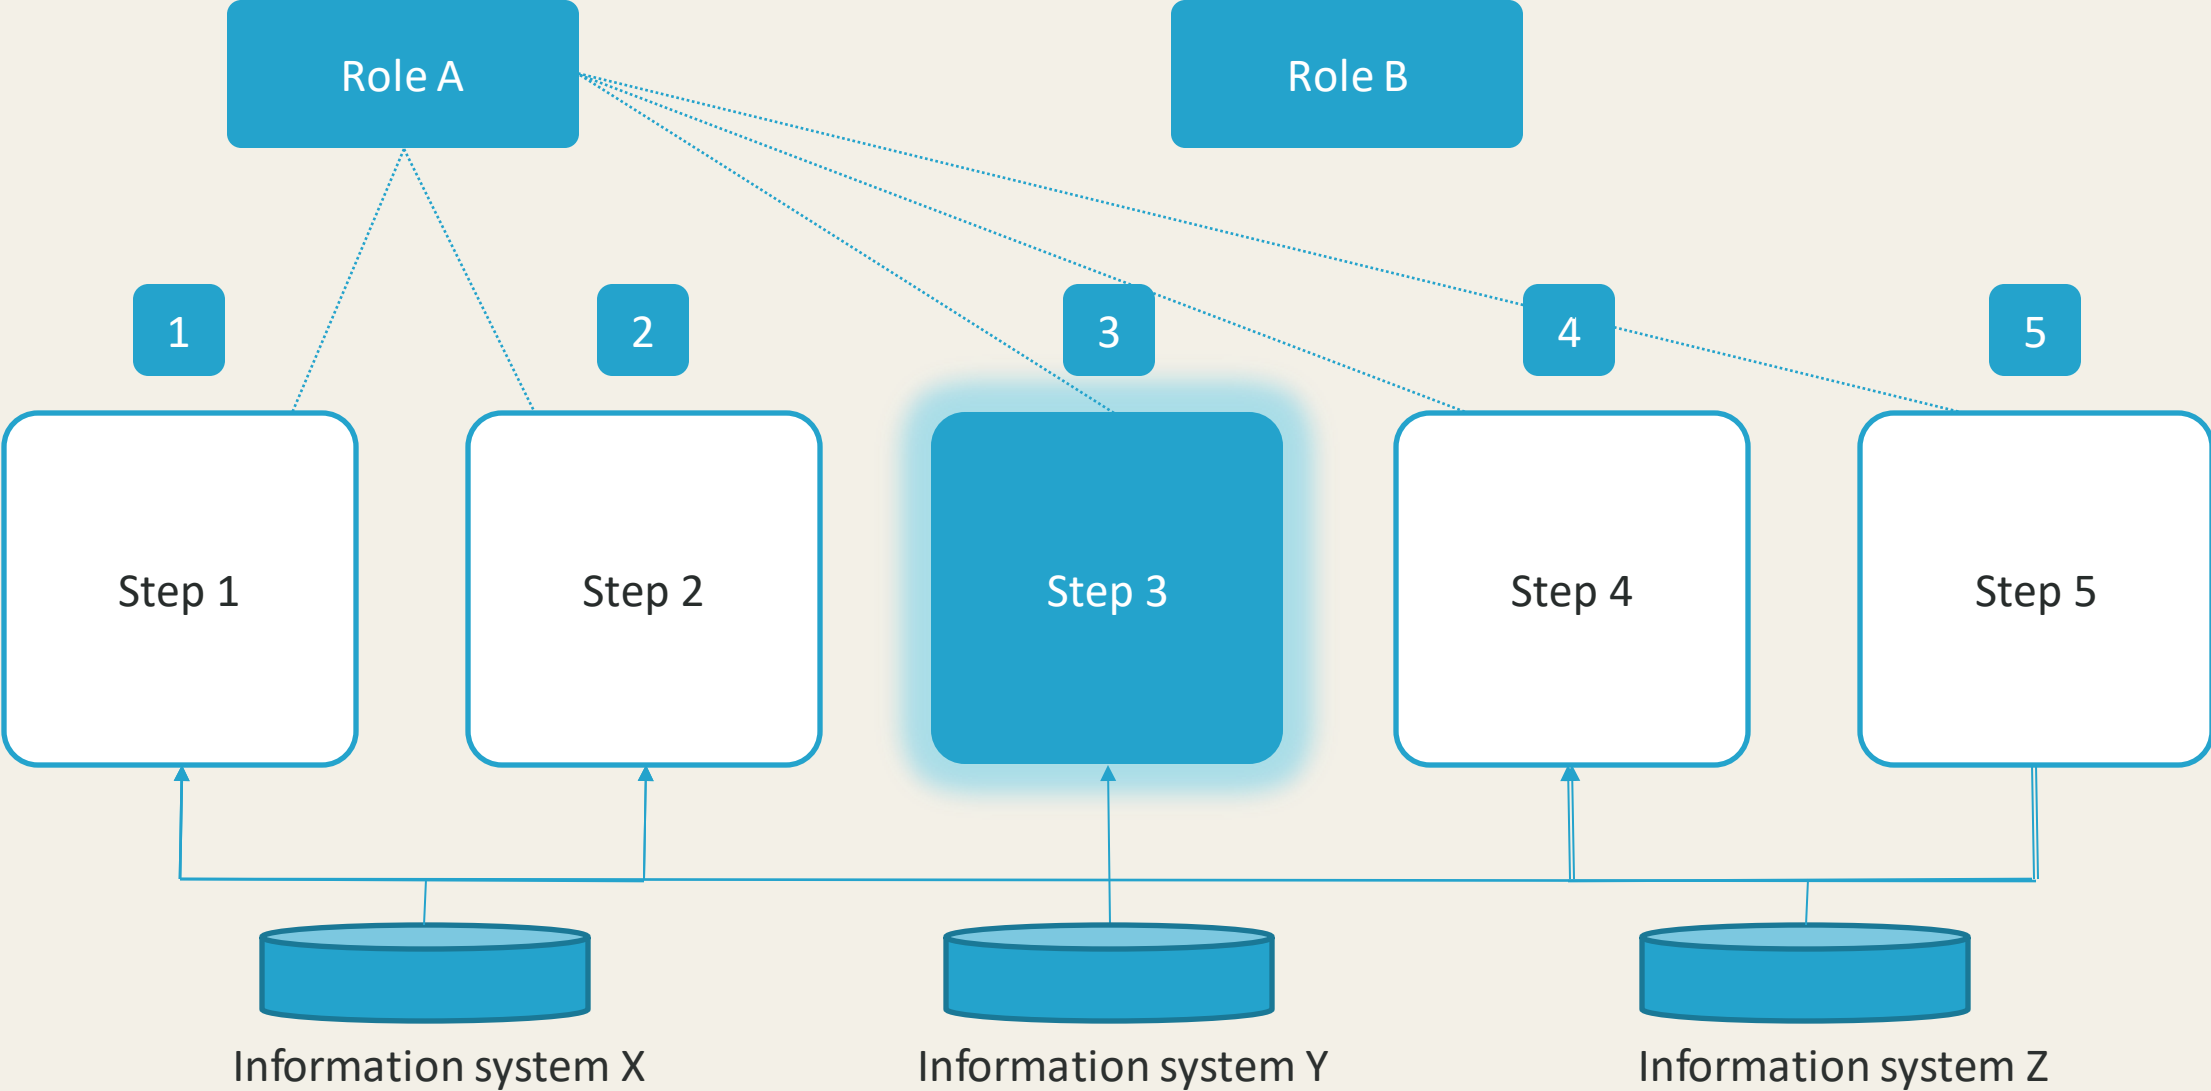 Role A
Role B
1
2
3
4
5
Step 1
Step 2
Step 3
Step 4
Step 5
Information system X
Information system Y
Information system Z